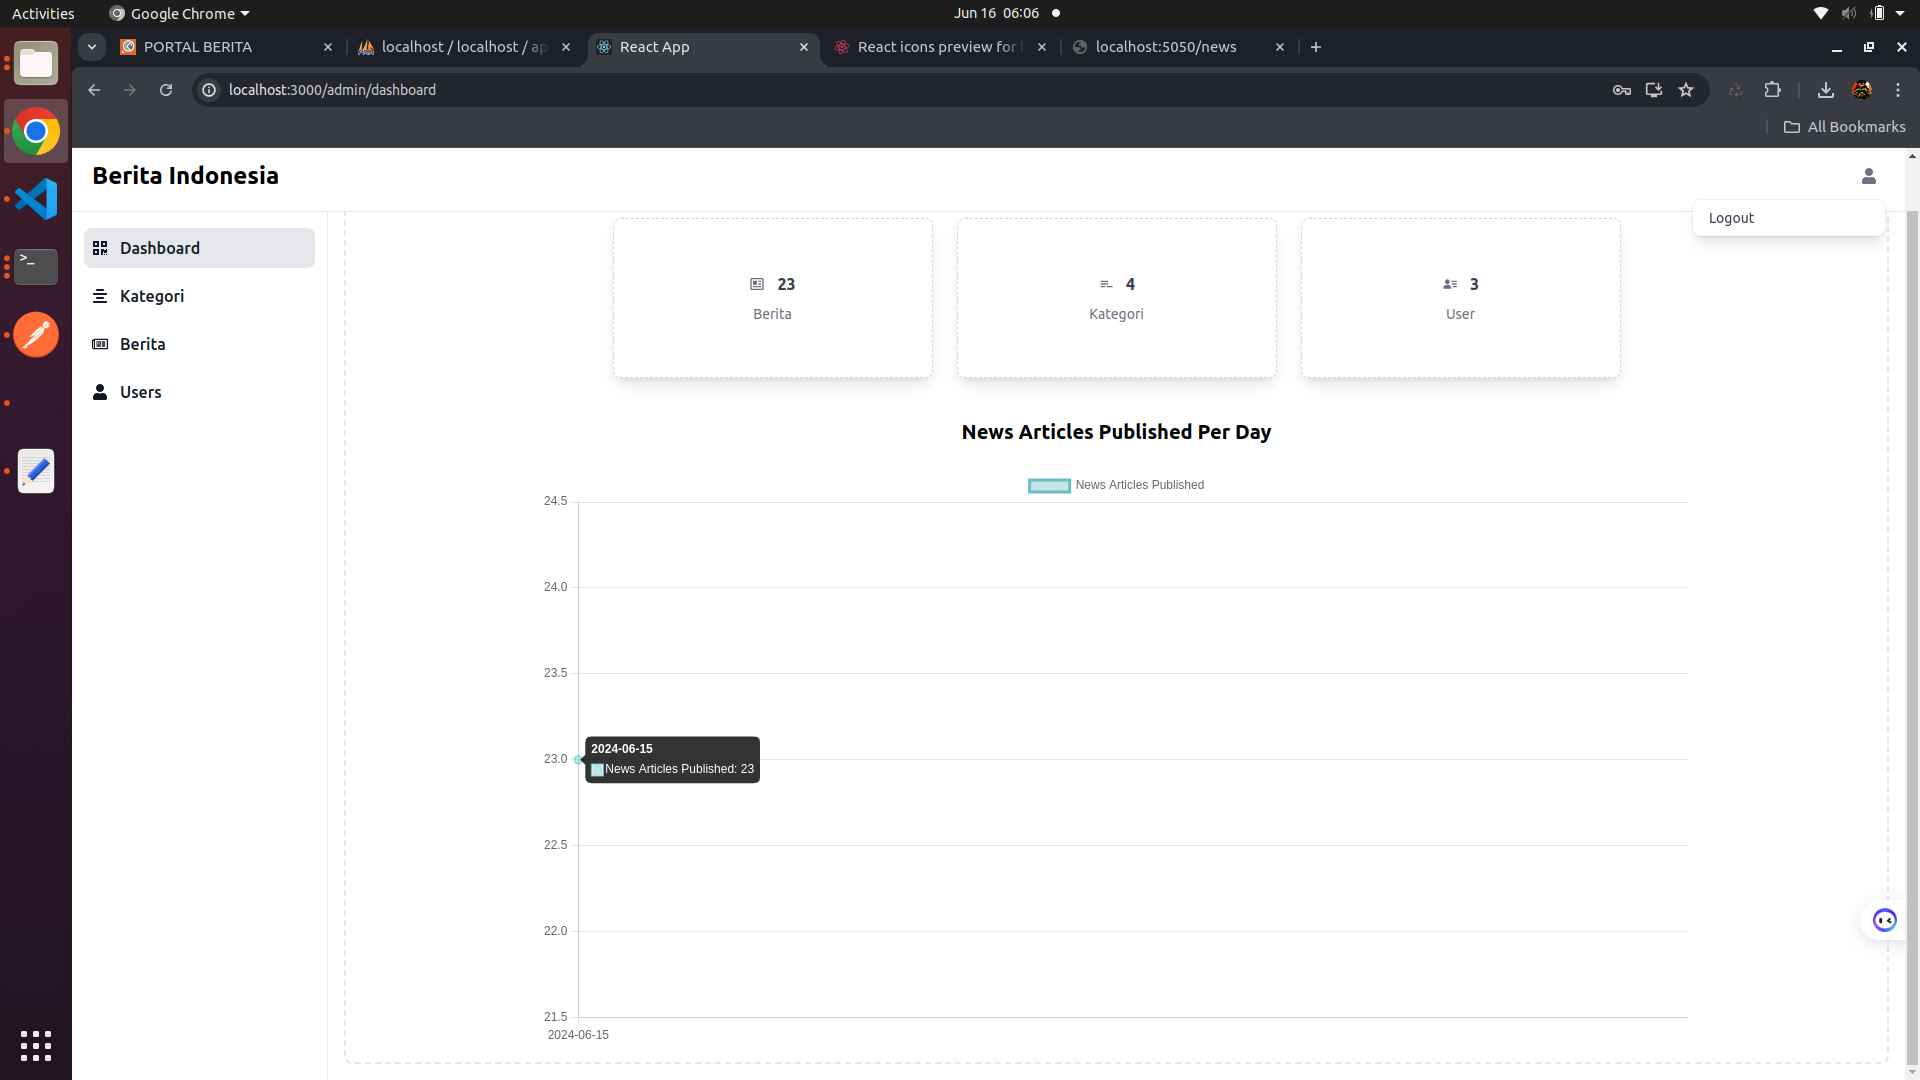 Activities
Google Chrome
Jun 16 06:06
PORTAL BERITA
localhost / localhost / ap
React App
React icons preview for
localhost:5050/news
localhost:3000/admin/dashboard
All Bookmarks
Berita Indonesia
Logout
Dashboard
Kategori
Berita
Users
23
Berita
4
Kategori
3
User
News Articles Published Per Day
News Articles Published
24.5
24.0
23.5
23.0
22.5
22.0
21.5
2024-06-15
News Articles Published: 23
2024-06-15